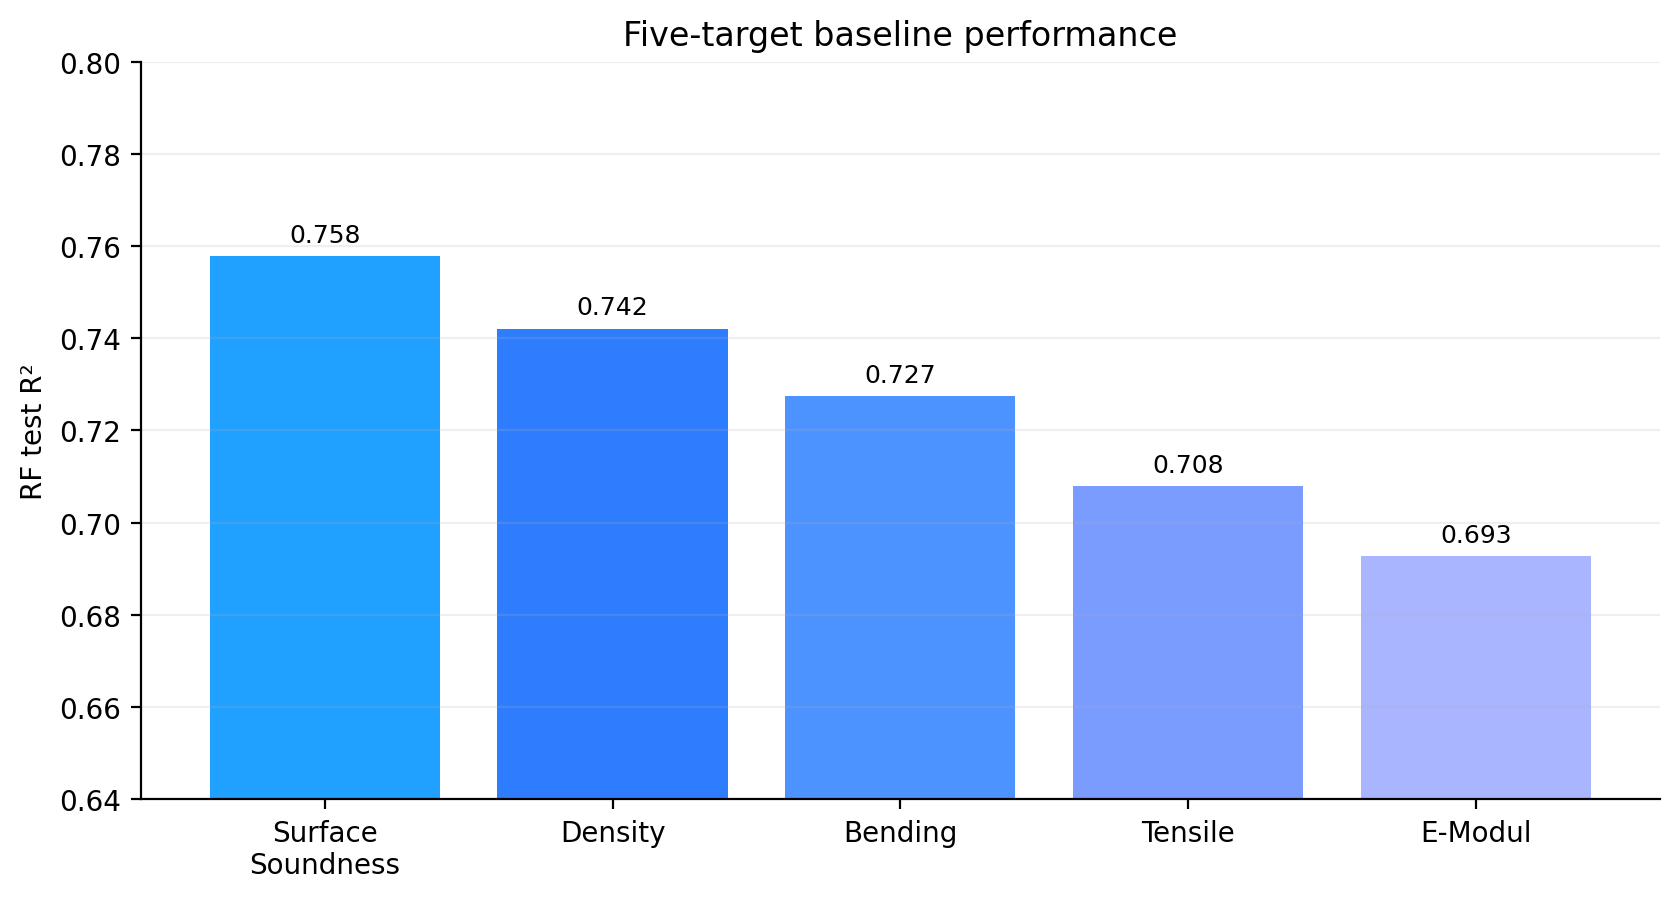 Five-target baseline performance
RF test R²
0.80
0.78
0.76
0.74
0.72
0.70
0.68
0.66
0.64
0.758
0.742
0.727
0.708
0.693
Surface
Soundness
Density
Bending
Tensile
E-Modul